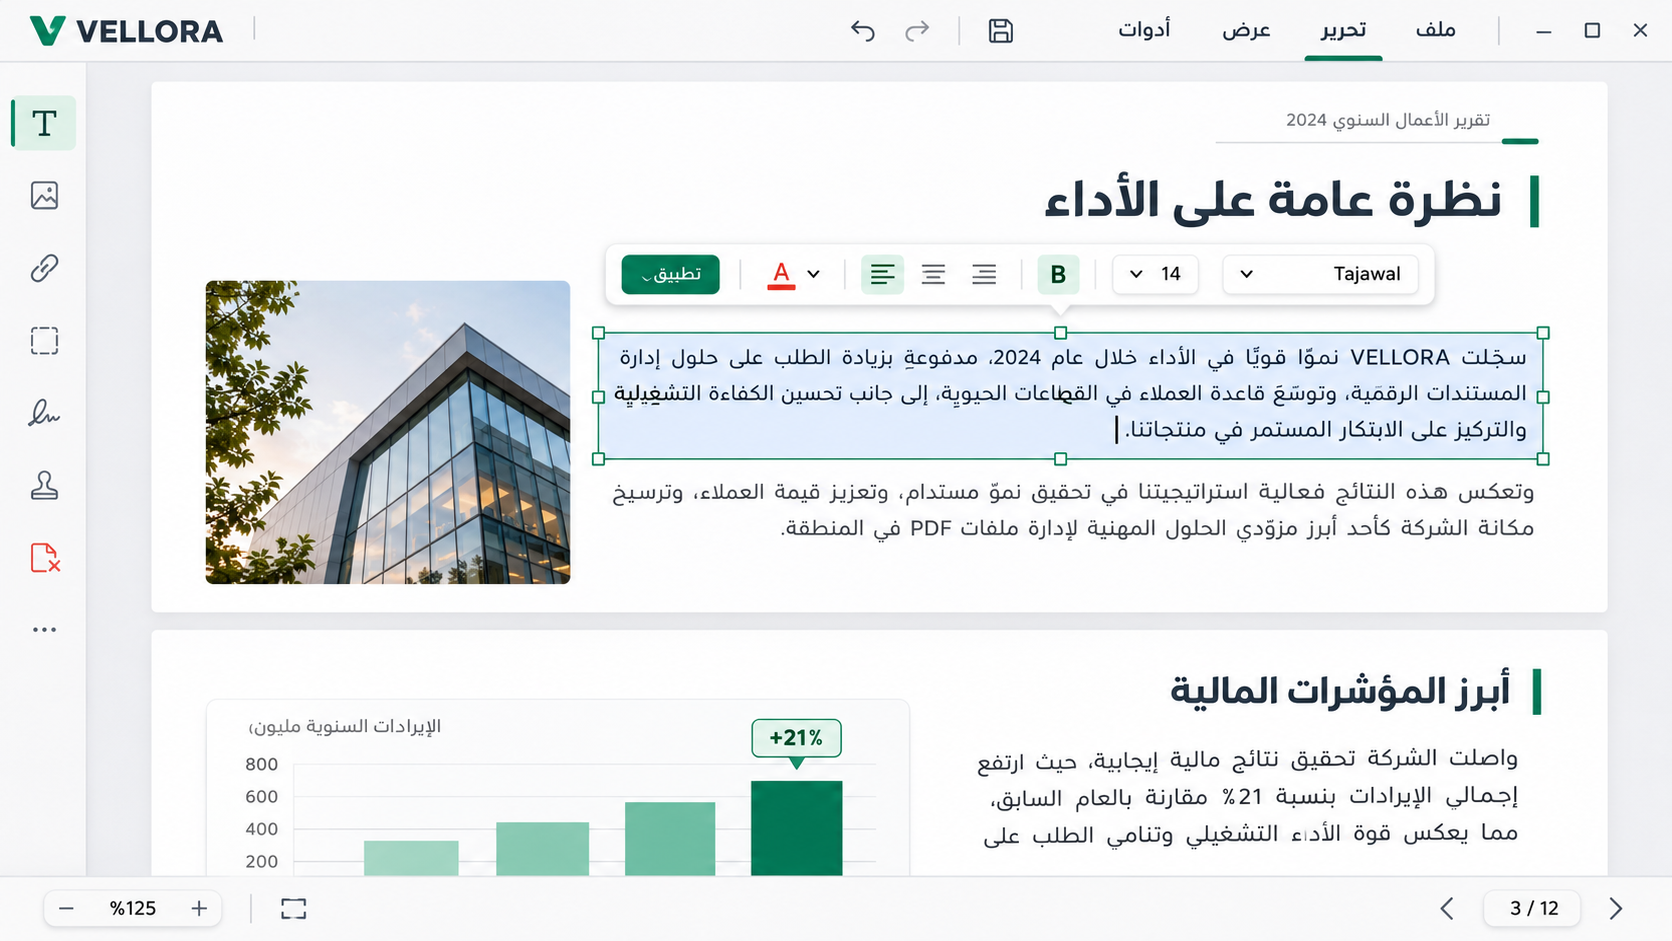 VELLORA
ملف
تحرير
عرض
أدوات
تقرير الأعمال السنوي 2024
نظرة عامة على الأداء
Tajawal
14
B
A
تطبيق
سجّلت VELLORA نموًا قويًا في الأداء خلال عام 2024، مدفوعةِ بزيادة الطلب على حلول إدارة
المستندات الرقمَية، وتوسّعَ قاعدة العملاء في القطاعات الحيويِة، إلى جانب تحسين الكفاءة التشغِيليِة
والتركيز على الابتكار المستمر في منتجاتنا.
وتعكس هذه النتائج فعالية استراتيجيتنا في تحقيق نموّ مستدام، وتعزيز قيمة العملاء، وترسيخ
مكانة الشركة كأحد أبرز مزوّدي الحلول المهنية لإدارة ملفات PDF في المنطقة.
أبرز المؤشرات المالية
واصلت الشركة تحقيق نتائج مالية إيجابية، حيث ارتفع
إجمالي الإيرادات بنسبة 21% مقارنة بالعام السابق،
مما يعكس قوة الأداء التشغيلي وتنامي الطلب على
الإيرادات السنوية مليون)
+21%
800
600
400
200
%125
3 / 12